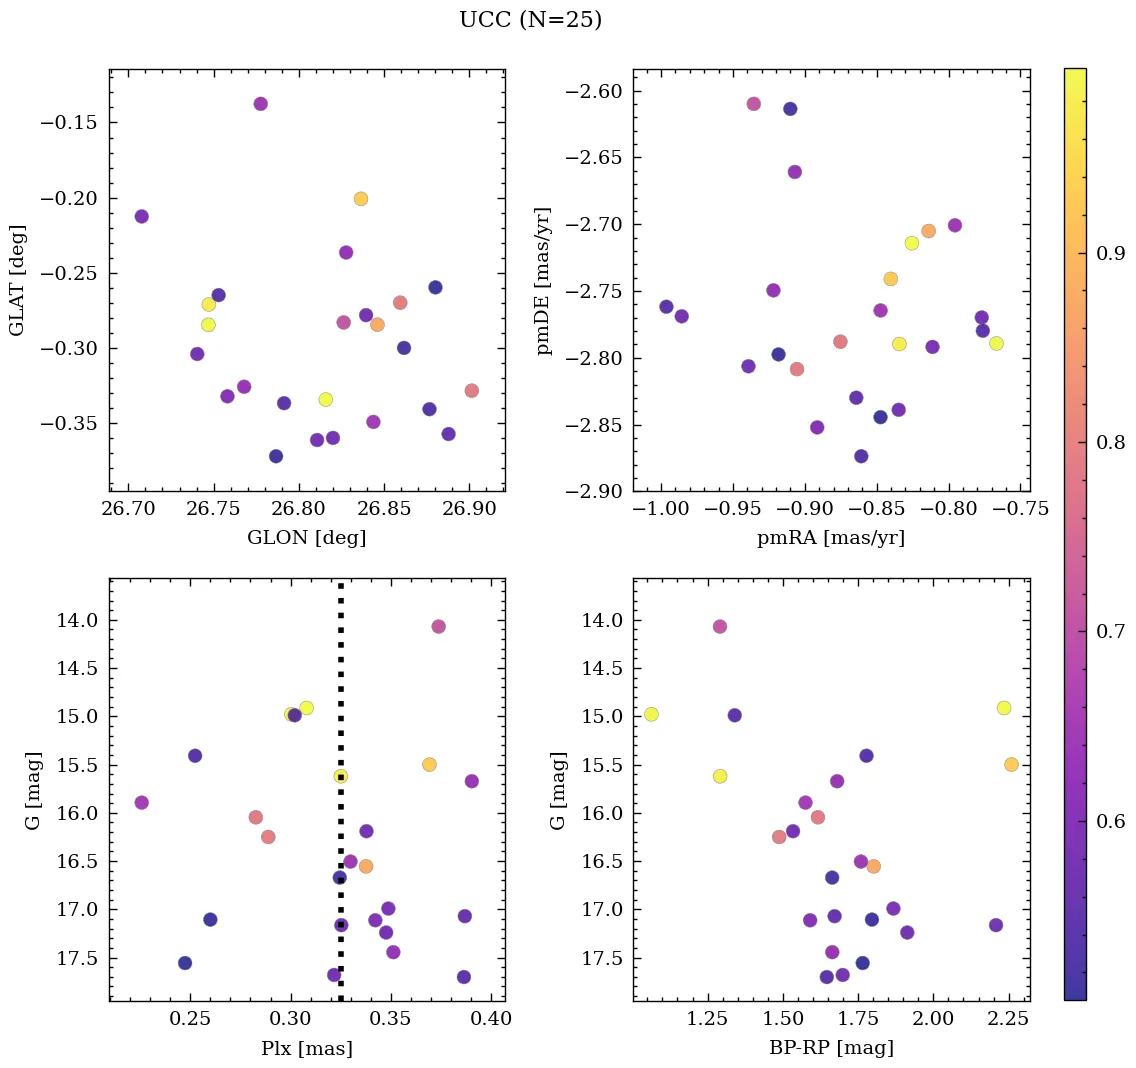 UCC (N=25)
GLAT [deg]
−0.15
−0.20
−0.25
−0.30
−0.35
26.70 26.75 26.80 26.85 26.90
GLON [deg]
pmDE [mas/yr]
−2.60
−2.65
−2.70
−2.75
−2.80
−2.85
−2.90
−1.00 −0.95 −0.90 −0.85 −0.80 −0.75
pmRA [mas/yr]
G [mag]
14.0
14.5
15.0
15.5
16.0
16.5
17.0
17.5
0.25 0.30 0.35 0.40
Plx [mas]
G [mag]
14.0
14.5
15.0
15.5
16.0
16.5
17.0
17.5
1.25 1.50 1.75 2.00 2.25
BP-RP [mag]
0.9
0.8
0.7
0.6